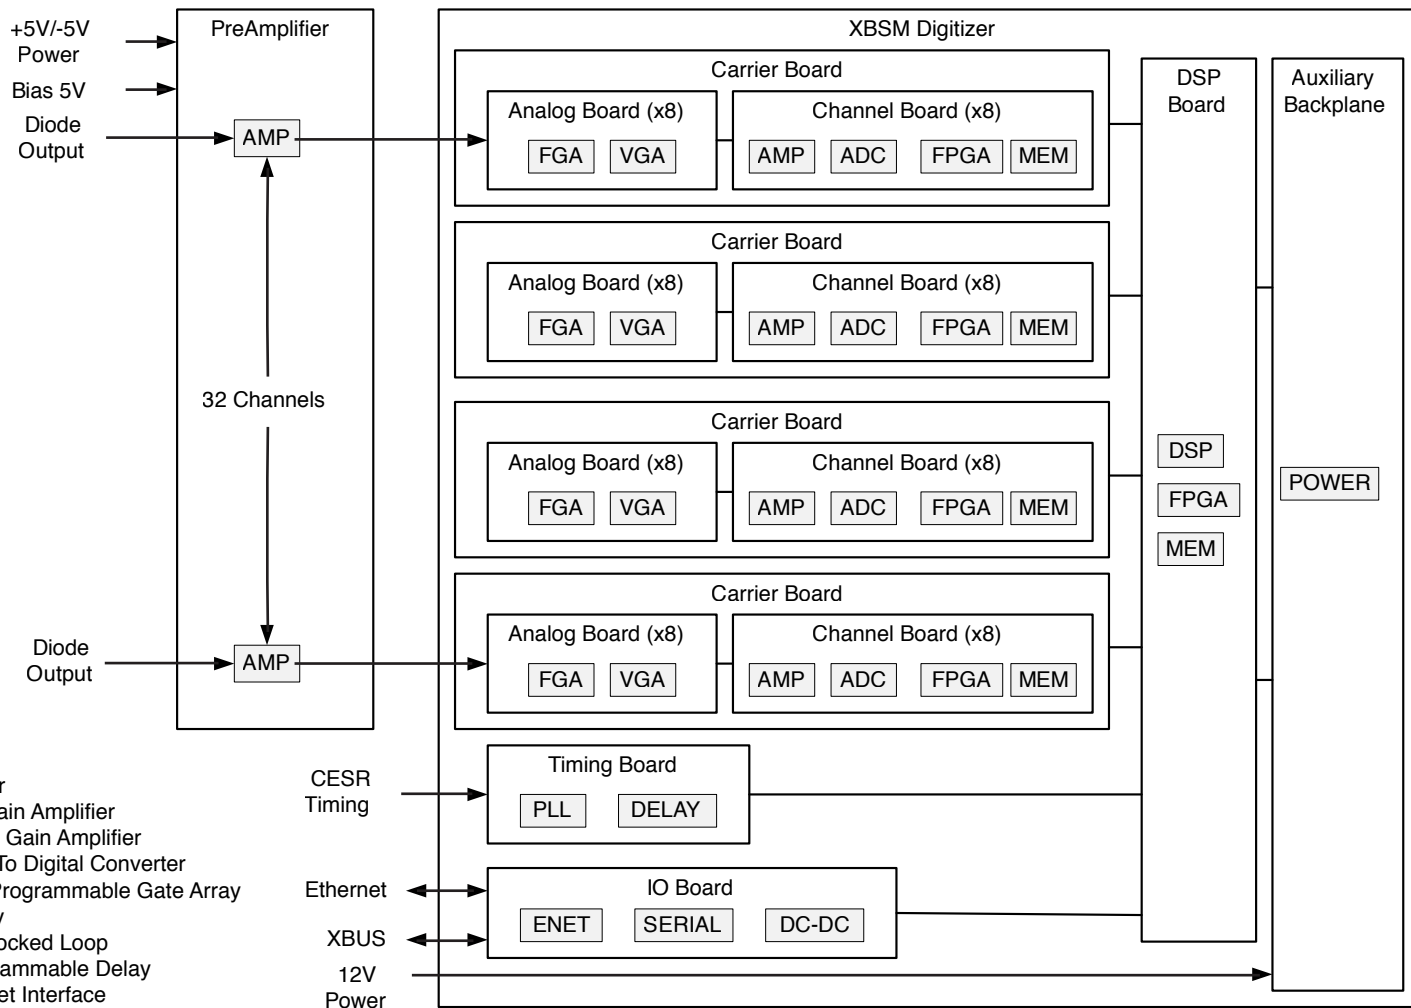 +5V/-5V
Power
Bias 5V
Diode
Output
PreAmplifier
AMP
32 Channels
Diode
Output
AMP
XBSM Digitizer
Carrier Board
Analog Board (x8)
FGA VGA
Channel Board (x8)
AMP ADC FPGA MEM
Carrier Board
Analog Board (x8)
FGA VGA
Channel Board (x8)
AMP ADC FPGA MEM
Carrier Board
Analog Board (x8)
FGA VGA
Channel Board (x8)
AMP ADC FPGA MEM
Carrier Board
Analog Board (x8)
FGA VGA
Channel Board (x8)
AMP ADC FPGA MEM
DSP
Board
DSP
FPGA
MEM
Auxiliary
Backplane
POWER
CESR
Timing
Timing Board
PLL DELAY
Ethernet
XBUS
IO Board
ENET SERIAL DC-DC
12V
Power
Amplifier
Gain Amplifier
To Digital Converter
Programmable Gate Array
Loop
Delay
Interface